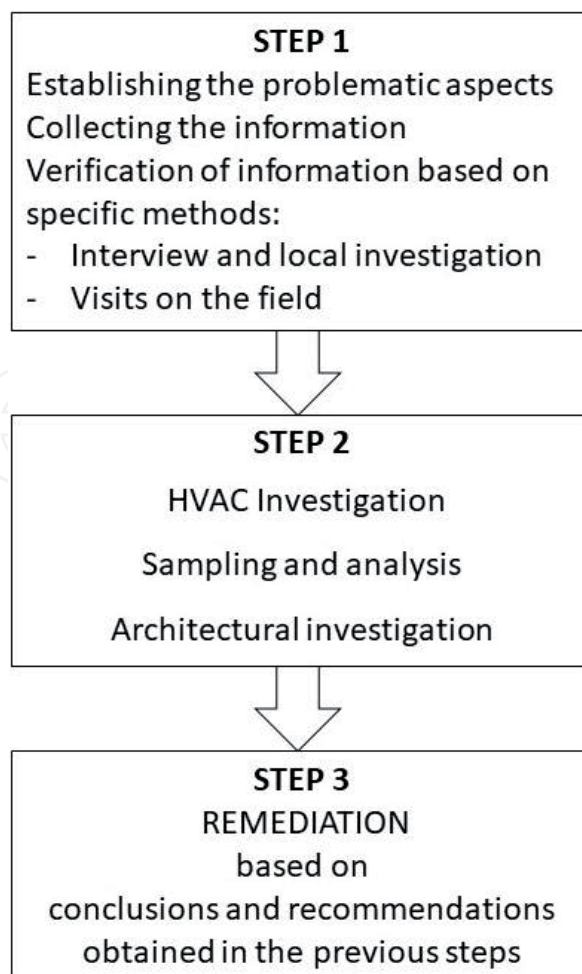 STEP 1
Establishing the problematic aspects
Collecting the information
Verification of information based on
specific methods:
- Interview and local investigation
- Visits on the field
STEP 2
HVAC Investigation
Sampling and analysis
Architectural investigation
STEP 3
REMEDIATION
based on
conclusions and recommendations
obtained in the previous steps